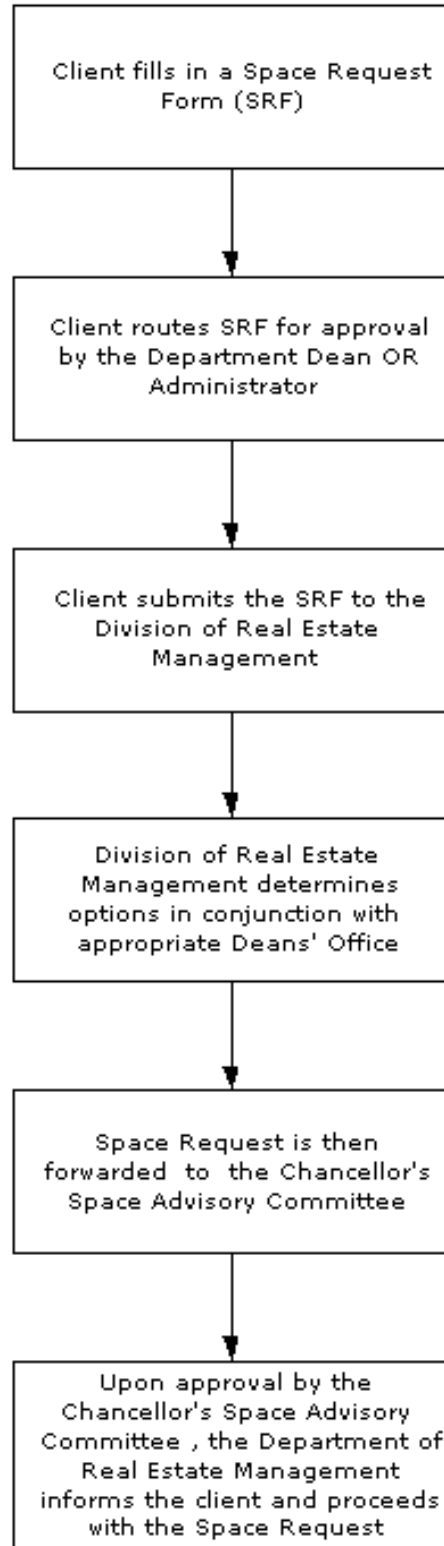 Client fills in a Space Request
Form (SRF)
Client routes SRF for approval
by the Department Dean OR
Administrator
Client submits the SRF to the
Division of Real Estate
Management
Division of Real Estate
Management determines
options in conjunction with
appropriate Deans' Office
Space Request is then
forwarded to the Chancellor's
Space Advisory Committee
Upon approval by the
Chancellor's Space Advisory
Committee , the Department of
Real Estate Management
informs the client and proceeds
with the Space Request